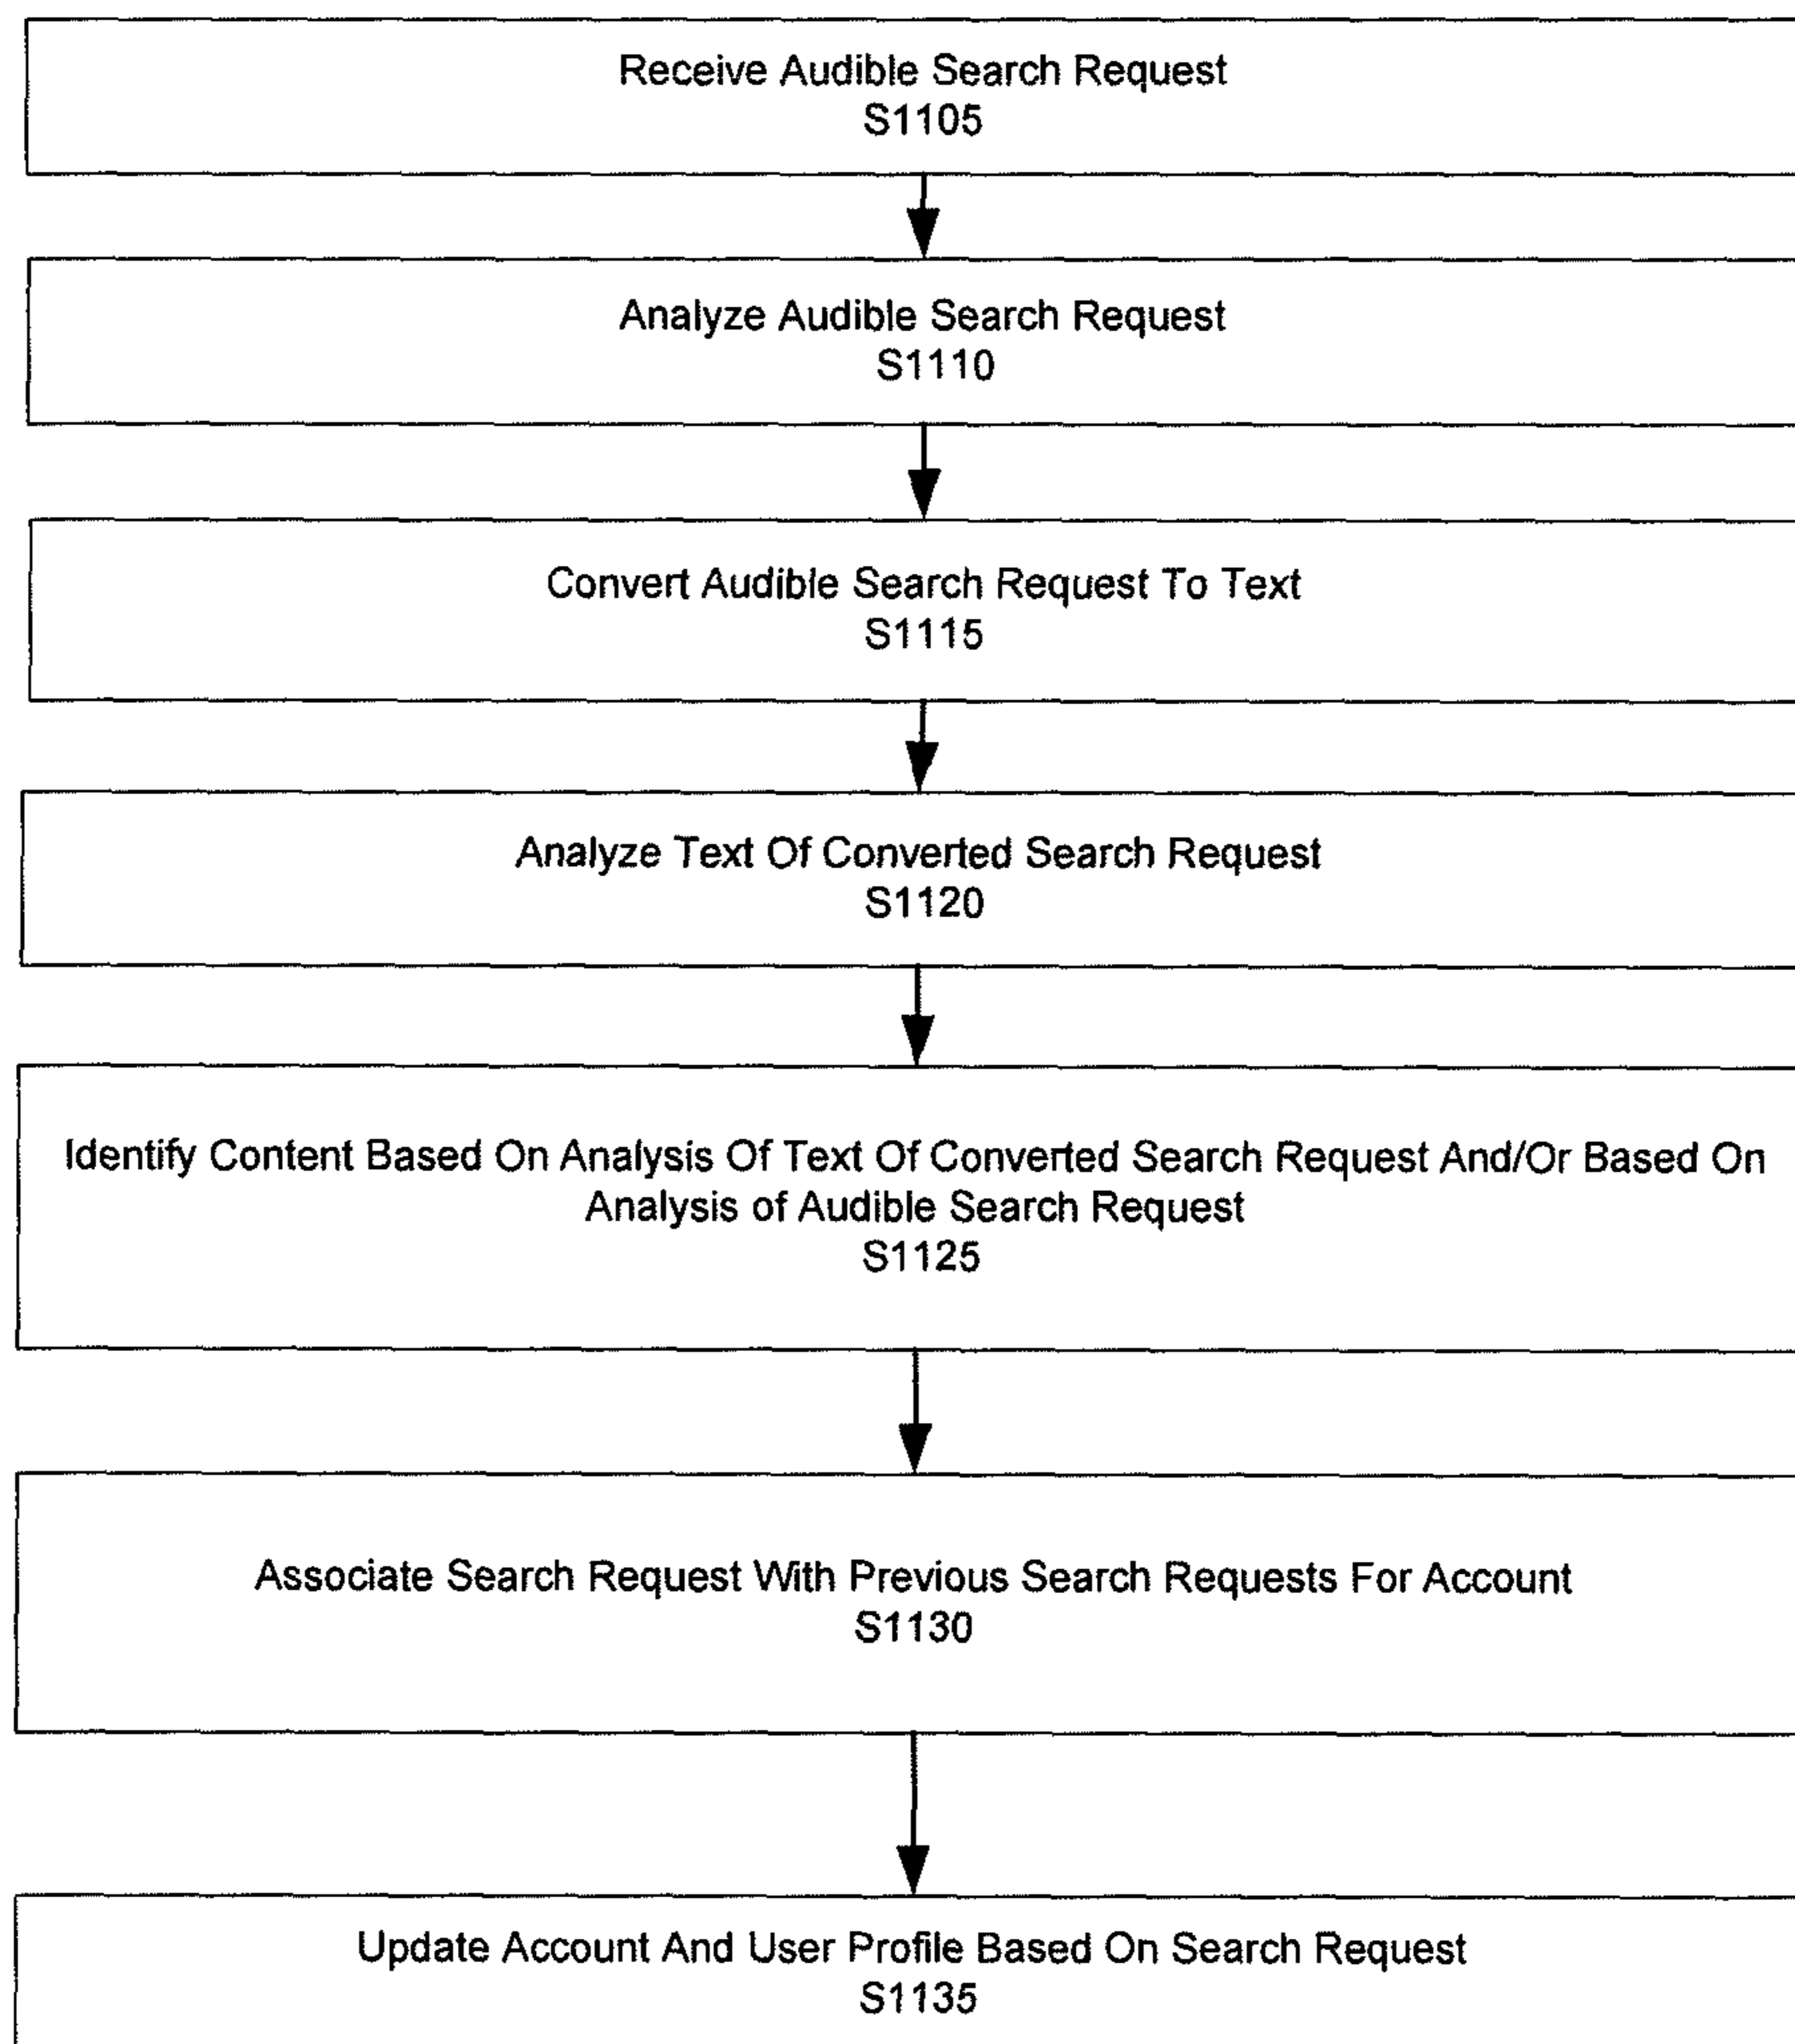 Receive Audible Search Request
S1105
Analyze Audible Search Request
S1110
Convert Audible Search Request To Text
S1115
Analyze Text Of Converted Search Request
S1120
Identify Content Based On Analysis Of Text Of Converted Search Request And/Or Based On
Analysis of Audible Search Request
S1125
Associate Search Request With Previous Search Requests For Account
S1130
Update Account And User Profile Based On Search Request
S1135